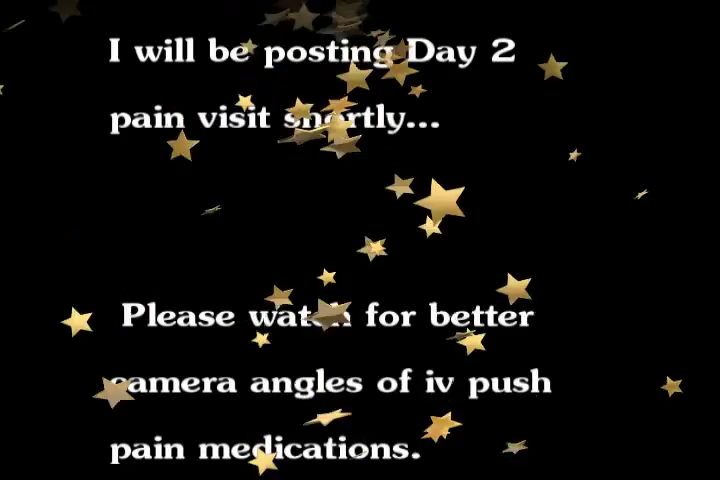 I will be posting Day 2
pain visit shortly...
Please watch for better
camera angles of iv push
pain medications.